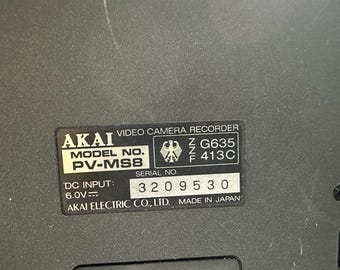 AKAI VIDEO CAMERA RECORDER
MODEL NO.
PV-MS8
ZZF G635
413C
SERIAL NO.
DC INPUT: 3209530
6.0V⎓
AKAI ELECTRIC CO., LTD. MADE IN JAPAN